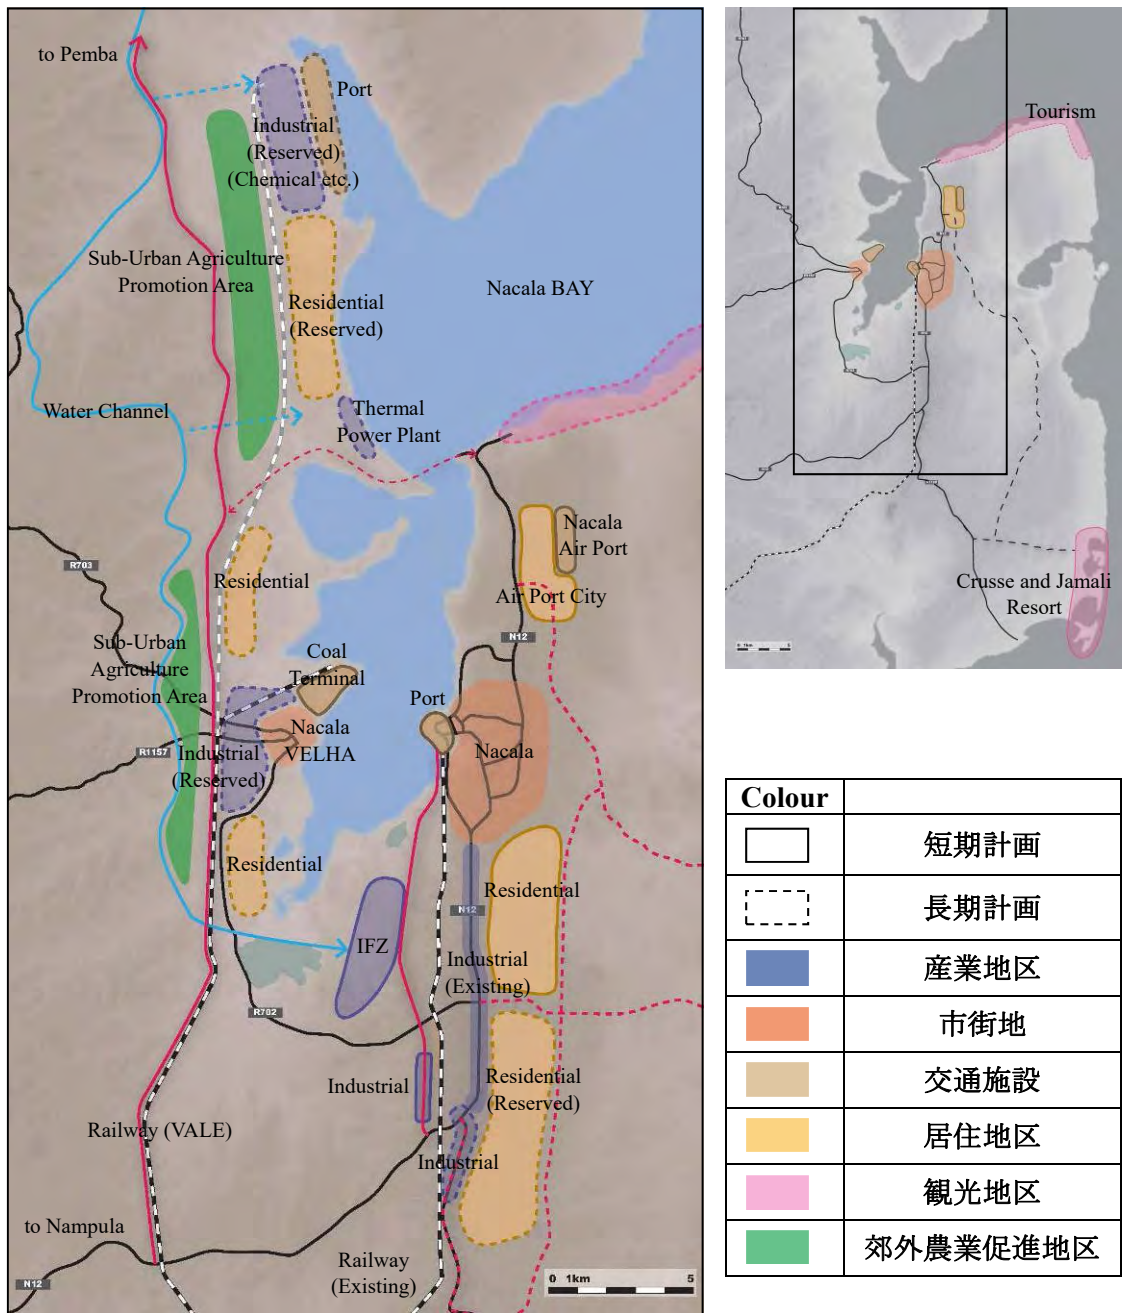 to Pemba
Port
Industrial
(Reserved)
(Chemical etc.)
Sub-Urban Agriculture
Promotion Area
Residential
(Reserved)
Nacala BAY
Water Channel
Thermal
Power Plant
Nacala
Air Port
Air Port City
R703
Residential
N12
Sub-Urban
Agriculture
Promotion Area
Coal
Terminal
Port
Nacala
VELHA
Nacala
R1157
Industrial
(Reserved)
Residential
Residential
N12
IFZ
Industrial
(Existing)
R702
Industrial
Residential
(Reserved)
Railway (VALE)
Industrial
to Nampula
Railway
(Existing)
N12
0 1km 5
Tourism
Crusse and Jamali
Resort
Colour
短期計画
長期計画
産業地区
市街地
交通施設
居住地区
観光地区
郊外農業促進地区